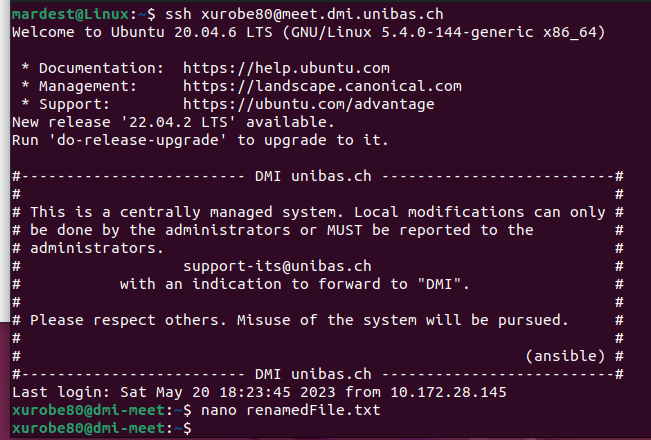 mardest@Linux:~$ ssh xurobe80@meet.dmi.unibas.ch
Welcome to Ubuntu 20.04.6 LTS (GNU/Linux 5.4.0-144-generic x86_64)

 * Documentation:  https://help.ubuntu.com
 * Management:     https://landscape.canonical.com
 * Support:        https://ubuntu.com/advantage
New release '22.04.2 LTS' available.
Run 'do-release-upgrade' to upgrade to it.

#------------------------- DMI unibas.ch --------------------------#
#                                                                  #
# This is a centrally managed system. Local modifications can only #
# be done by the administrators or MUST be reported to the         #
# administrators.                                                  #
#                  support-its@unibas.ch                           #
#           with an indication to forward to "DMI".                #
#                                                                  #
# Please respect others. Misuse of the system will be pursued.     #
#                                                                  #
#                                                        (ansible) #
#------------------------- DMI unibas.ch --------------------------#
Last login: Sat May 20 18:23:45 2023 from 10.172.28.145
xurobe80@dmi-meet:~$ nano renamedFile.txt
xurobe80@dmi-meet:~$